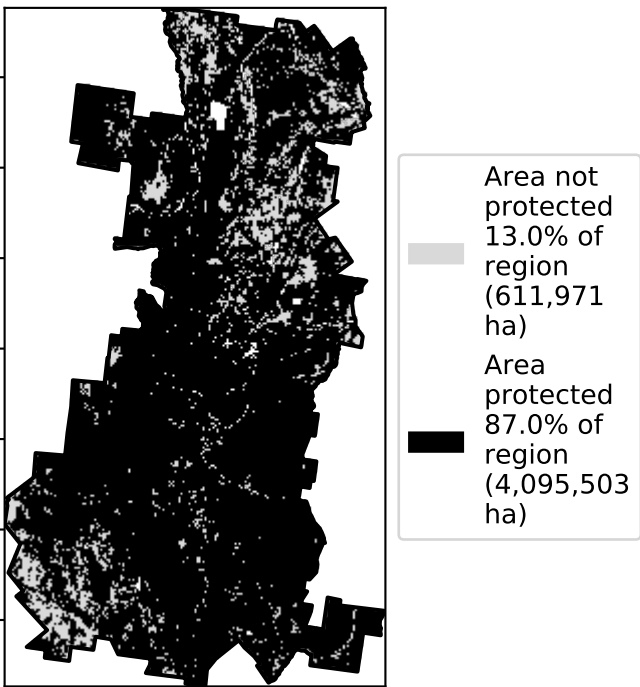 Area not
protected
13.0% of
region
(611,971
ha)
Area
protected
87.0% of
region
(4,095,503
ha)